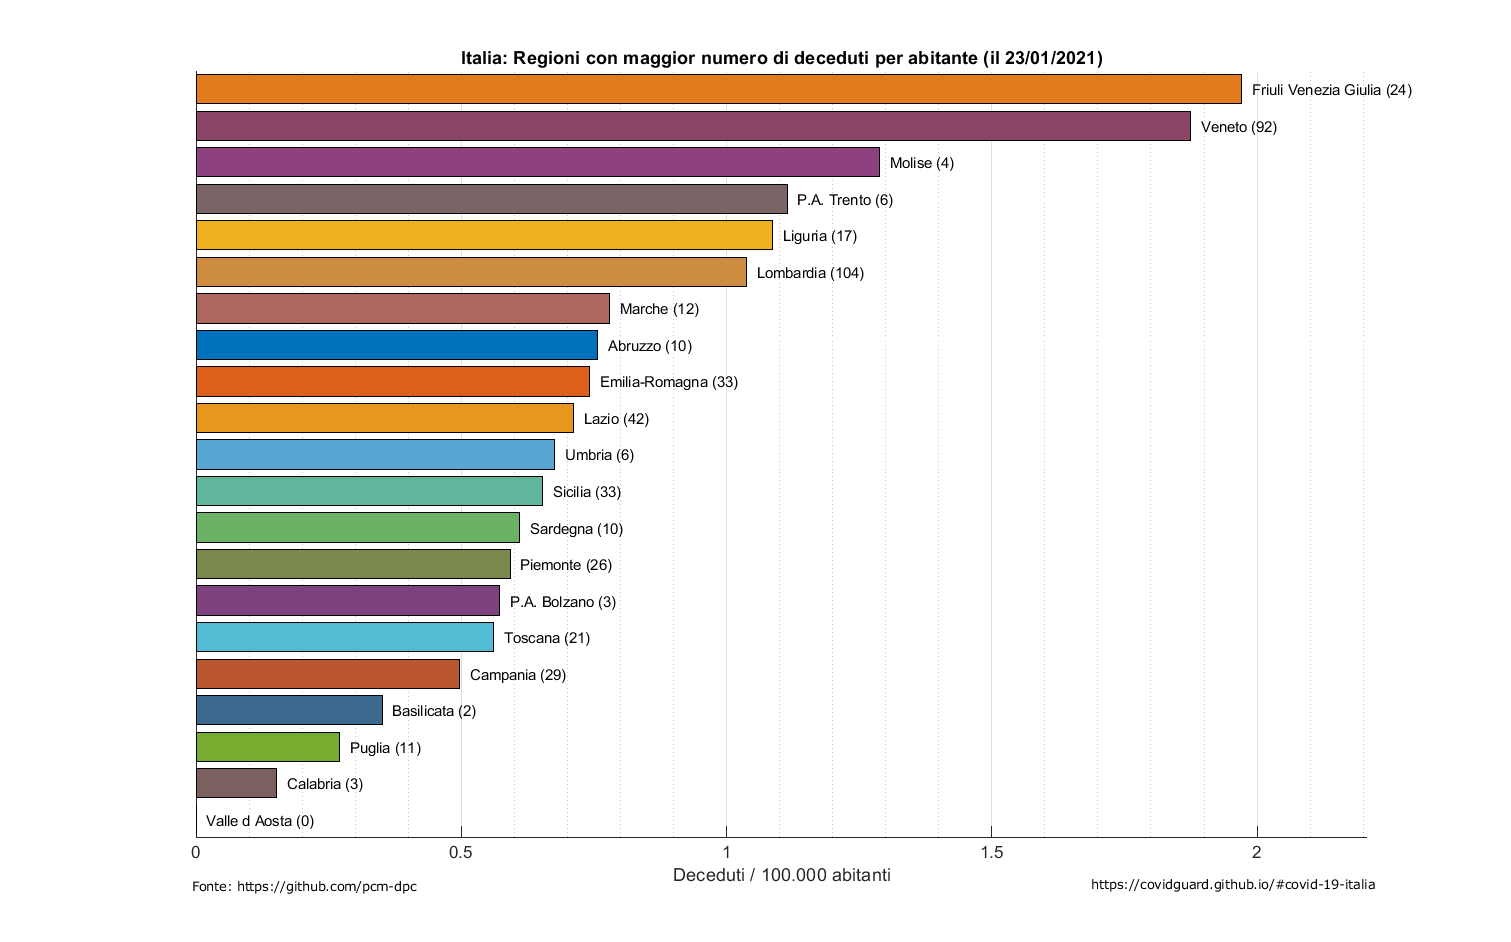 Italia: Regioni con maggior numero di deceduti per abitante (il 23/01/2021)
Friuli Venezia Giulia (24)
Veneto (92)
Molise (4)
P.A. Trento (6)
Liguria (17)
Lombardia (104)
Marche (12)
Abruzzo (10)
Emilia-Romagna (33)
Lazio (42)
Umbria (6)
Sicilia (33)
Sardegna (10)
Piemonte (26)
P.A. Bolzano (3)
Toscana (21)
Campania (29)
Basilicata (2)
Puglia (11)
Calabria (3)
Valle d Aosta (0)
0 0.5 1 1.5 2
Deceduti / 100.000 abitanti
Fonte: https://github.com/pcm-dpc
https://covidguard.github.io/#covid-19-italia